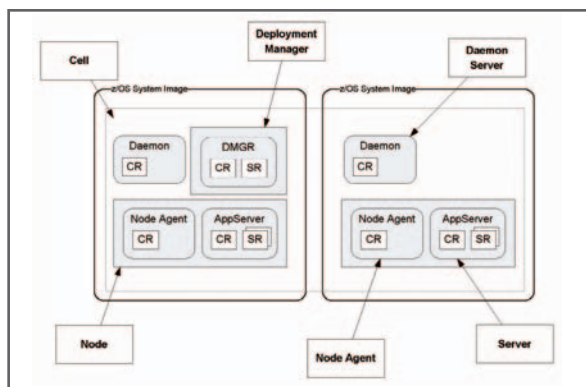 Deployment
Manager
Daemon
Server
Cell
z/OS System Image
z/OS System Image
Daemon
CR
DMGR
CR SR
Daemon
CR
Node Agent
CR
AppServer
CR SR
Node Agent
CR
AppServer
CR SR
Node
Node Agent
Server